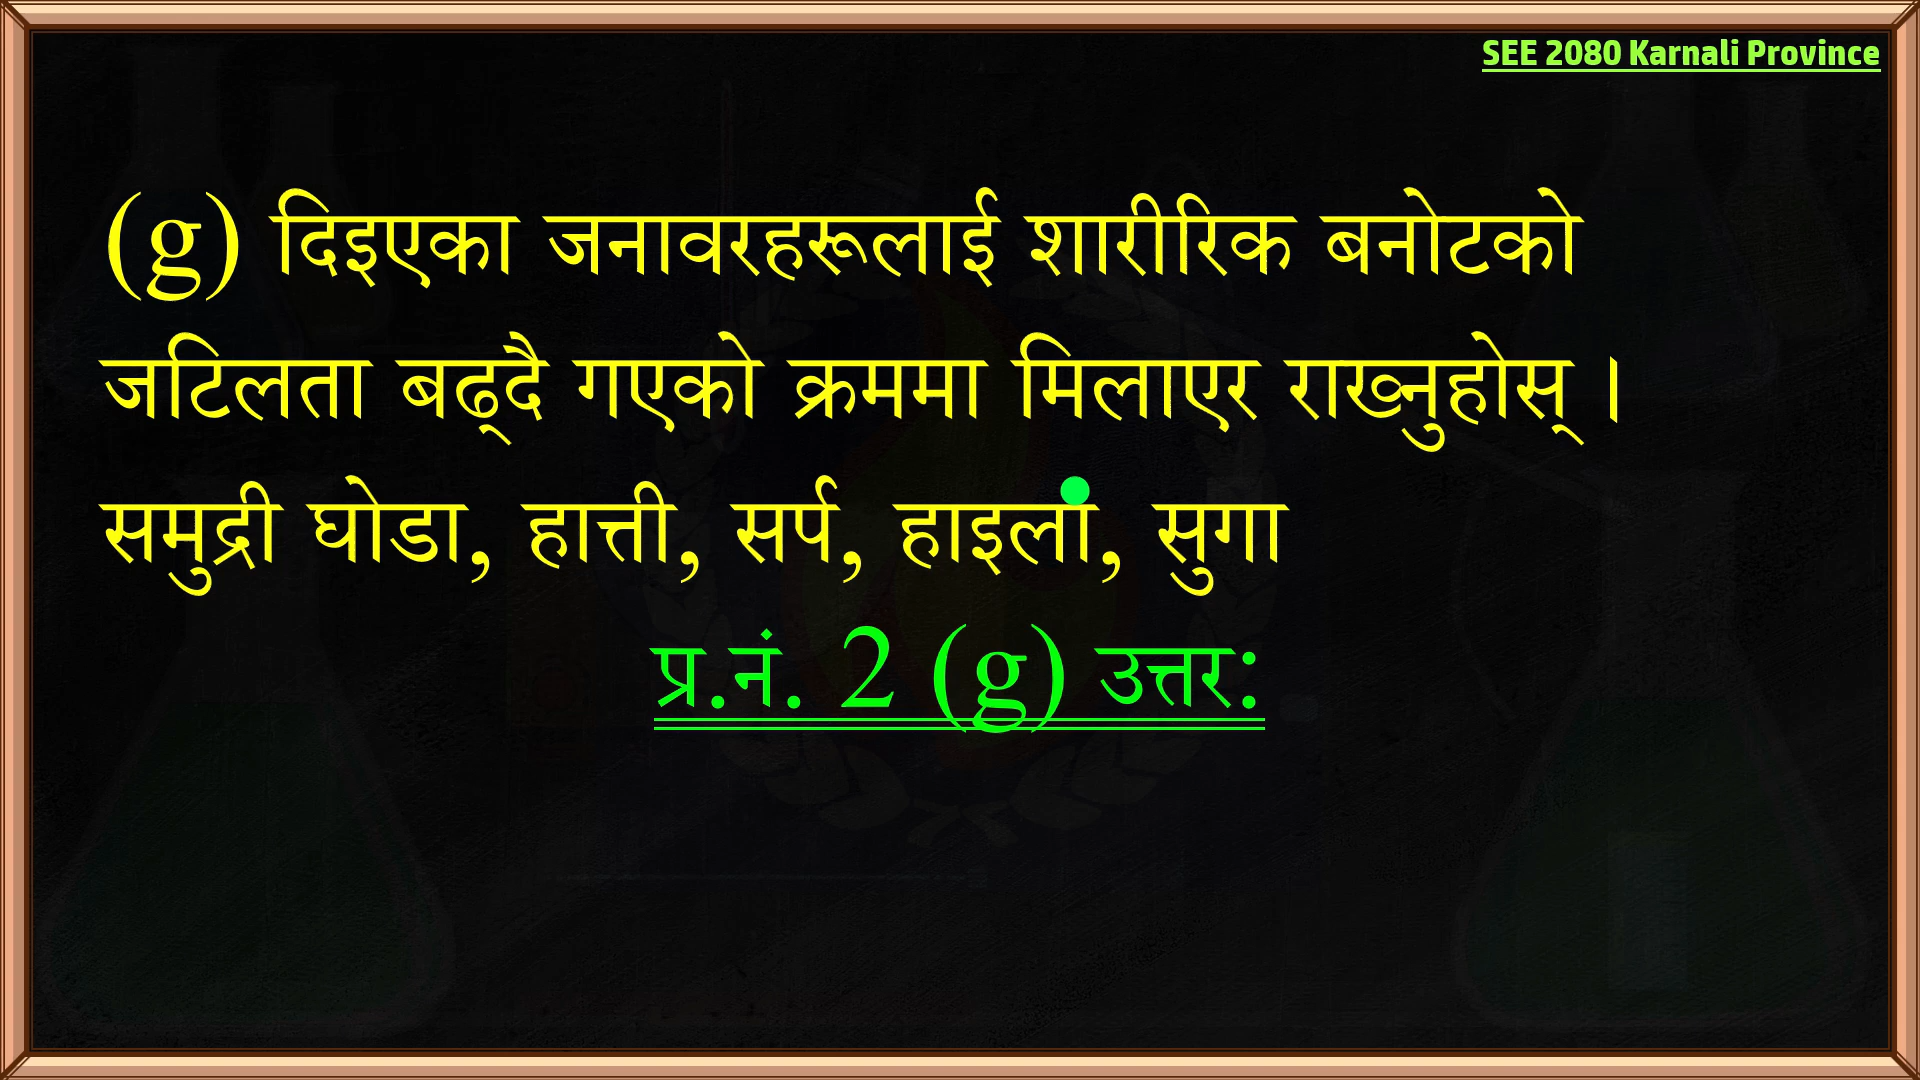 SEE 2080 Karnali Province
(g) दिइएका जनावरहरूलाई शारीरिक बनोटको
जटिलता बढ्दै गएको क्रममा मिलाएर राख्नुहोस् ।
समुद्री घोडा, हात्ती, सर्प, हाइला, सुगा
प्र.नं. 2 (g) उत्तर: